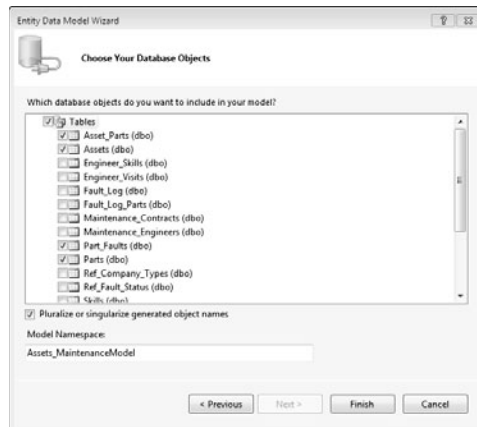 Entity Data Model Wizard
Choose Your Database Objects
Which database objects do you want to include in your model?
Tables
Asset_Parts (dbo)
Assets (dbo)
Engineer_Skills (dbo)
Engineer_Visits (dbo)
Fault_Log (dbo)
Fault_Log_Parts (dbo)
Maintenance_Contracts (dbo)
Maintenance_Engineers (dbo)
Part_Faults (dbo)
Parts (dbo)
Ref_Company_Types (dbo)
Ref_Fault_Status (dbo)
Skills (dbo)
Pluralize or singularize generated object names
Model Namespace:
Assets_MaintenanceModel
< Previous
Next >
Finish
Cancel